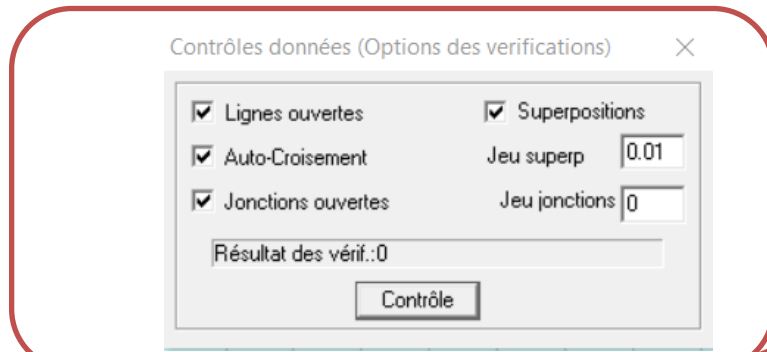 Contrôles données (Options des verifications)
Lignes ouvertes
Superpositions
Auto-Croisement
Jeu superp 0.01
Jonctions ouvertes
Jeu jonctions 0
Résultat des vérif.:0
Contrôle